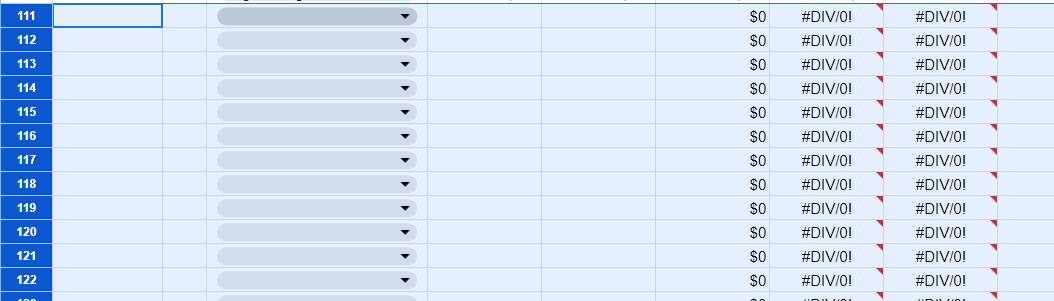 111 $0 #DIV/0! #DIV/0!
112 $0 #DIV/0! #DIV/0!
113 $0 #DIV/0! #DIV/0!
114 $0 #DIV/0! #DIV/0!
115 $0 #DIV/0! #DIV/0!
116 $0 #DIV/0! #DIV/0!
117 $0 #DIV/0! #DIV/0!
118 $0 #DIV/0! #DIV/0!
119 $0 #DIV/0! #DIV/0!
120 $0 #DIV/0! #DIV/0!
121 $0 #DIV/0! #DIV/0!
122 $0 #DIV/0! #DIV/0!